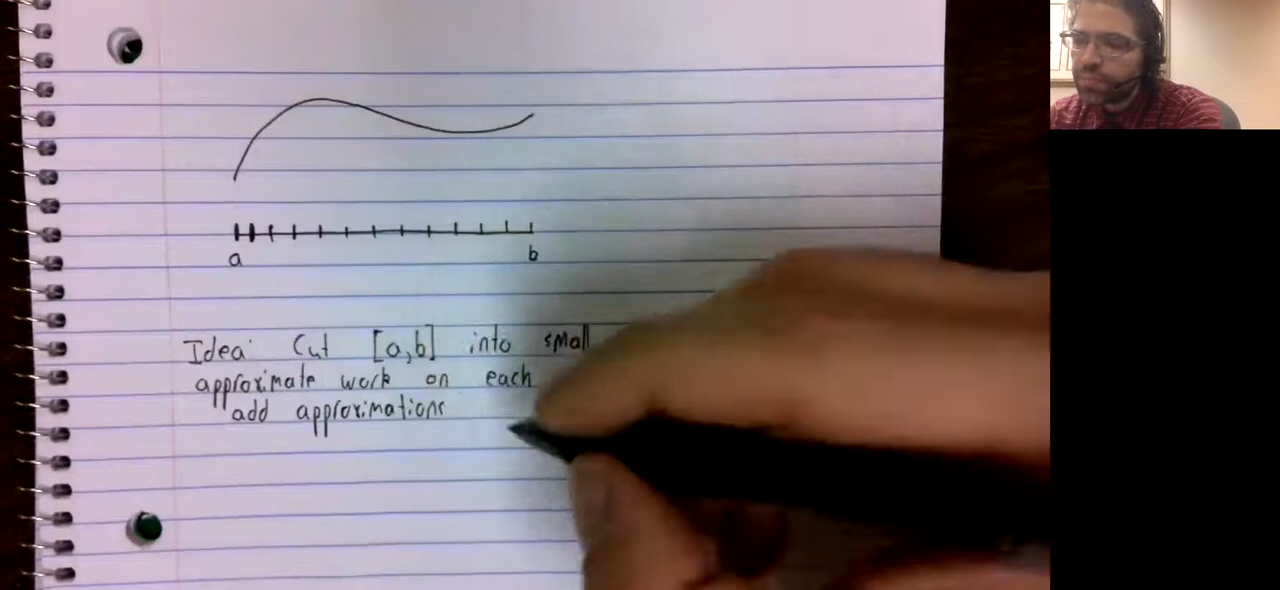 a b
Idea: Cut [a,b] into small
approximate work on each
add approximations